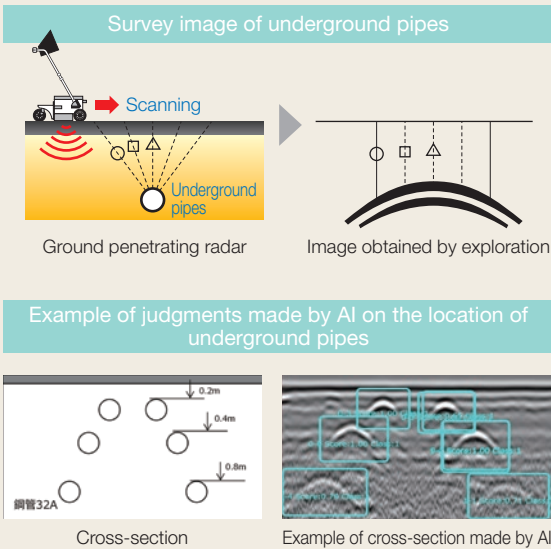 Survey image of underground pipes
Scanning
Underground
pipes
Ground penetrating radar
Image obtained by exploration
Example of judgments made by AI on the location of
underground pipes
0.2m
0.4m
0.8m
鋼管32A
Cross-section
Example of cross-section made by AI